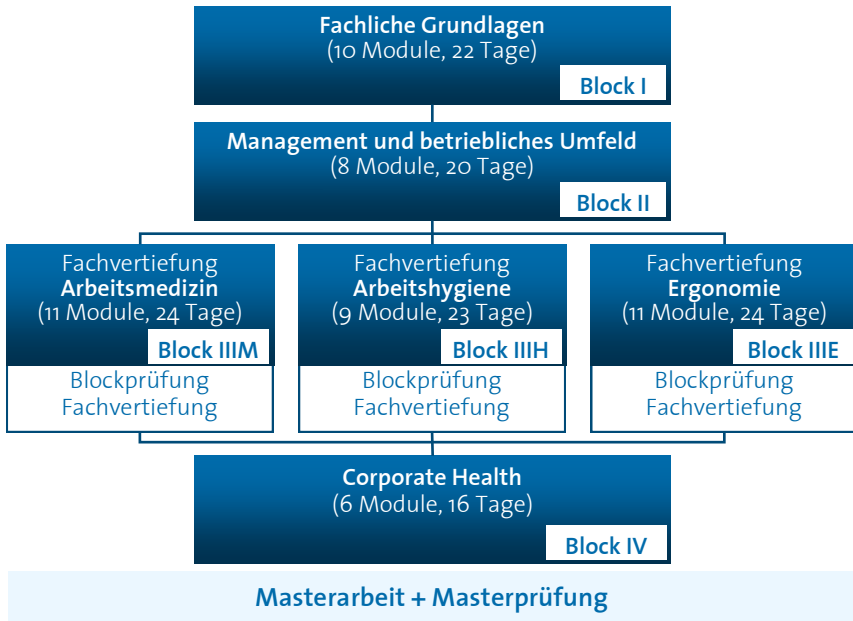 Fachliche Grundlagen
(10 Module, 22 Tage)
Block I
Management und betriebliches Umfeld
(8 Module, 20 Tage)
Block II
Fachvertiefung
Arbeitsmedizin
(11 Module, 24 Tage)
Block IIIM
Blockprüfung
Fachvertiefung
Fachvertiefung
Arbeitshygiene
(9 Module, 23 Tage)
Block IIIH
Blockprüfung
Fachvertiefung
Fachvertiefung
Ergonomie
(11 Module, 24 Tage)
Block IIIE
Blockprüfung
Fachvertiefung
Corporate Health
(6 Module, 16 Tage)
Block IV
Masterarbeit + Masterprüfung